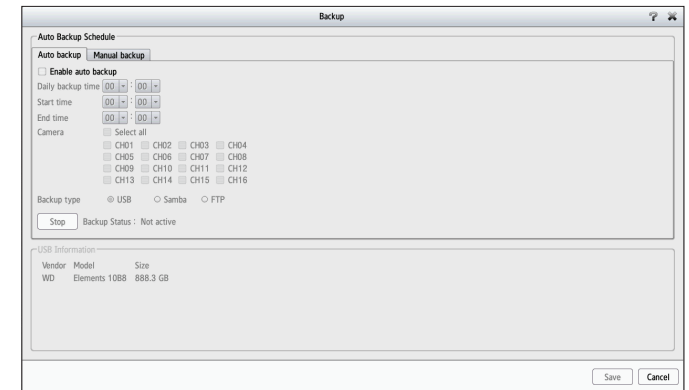 Backup
Auto Backup Schedule
Auto backup Manual backup
Enable auto backup
Daily backup time 00 : 00
Start time 00 : 00
End time 00 : 00
Camera Select all
CH01 CH02 CH03 CH04
CH05 CH06 CH07 CH08
CH09 CH10 CH11 CH12
CH13 CH14 CH15 CH16
Backup type USB Samba FTP
Stop Backup Status : Not active
USB Information
Vendor Model Size
WD Elements 10B8 888.3 GB
Save Cancel